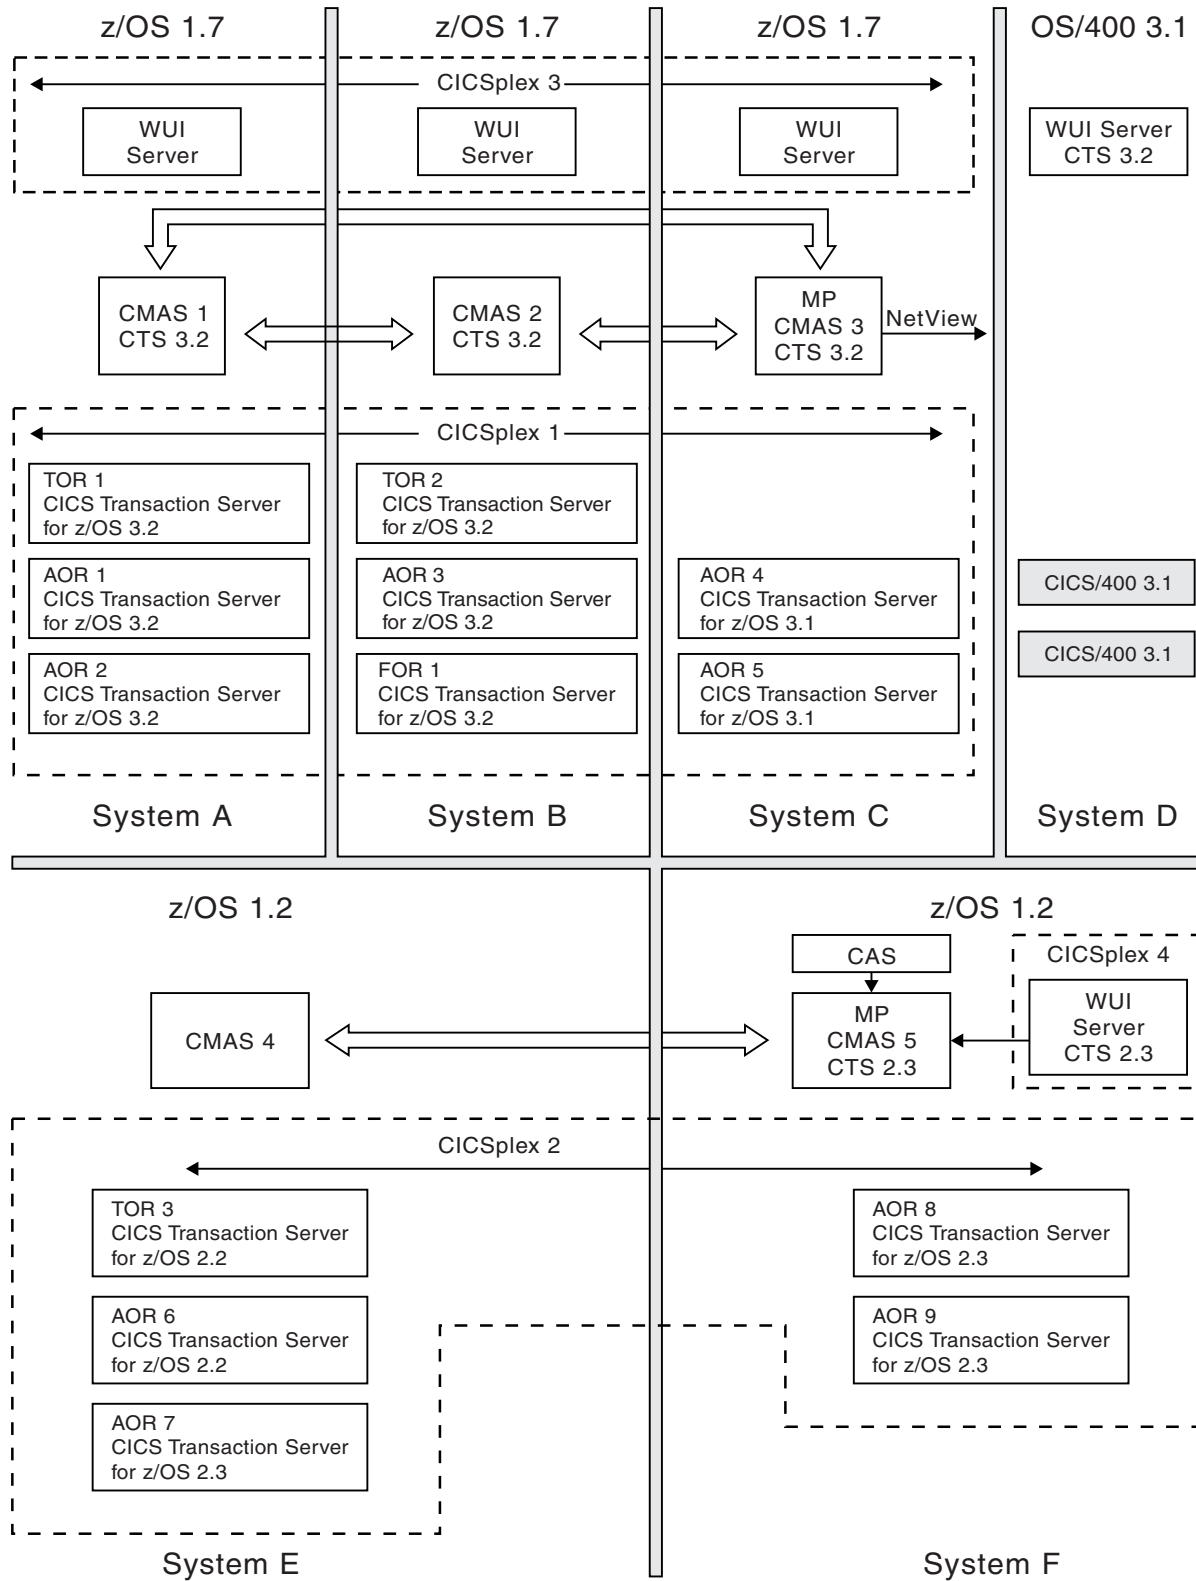 z/OS 1.7
z/OS 1.7
z/OS 1.7
OS/400 3.1
CICSplex 3
WUI
Server
WUI
Server
WUI
Server
WUI Server
CTS 3.2
CMAS 1
CTS 3.2
CMAS 2
CTS 3.2
MP
CMAS 3
CTS 3.2
NetView
CICSplex 1
TOR 1
CICS Transaction Server
for z/OS 3.2
TOR 2
CICS Transaction Server
for z/OS 3.2
AOR 1
CICS Transaction Server
for z/OS 3.2
AOR 3
CICS Transaction Server
for z/OS 3.2
AOR 4
CICS Transaction Server
for z/OS 3.1
CICS/400 3.1
AOR 2
CICS Transaction Server
for z/OS 3.2
FOR 1
CICS Transaction Server
for z/OS 3.2
AOR 5
CICS Transaction Server
for z/OS 3.1
CICS/400 3.1
System A
System B
System C
System D
z/OS 1.2
z/OS 1.2
CAS
CICSplex 4
CMAS 4
MP
CMAS 5
CTS 2.3
WUI
Server
CTS 2.3
CICSplex 2
TOR 3
CICS Transaction Server
for z/OS 2.2
AOR 8
CICS Transaction Server
for z/OS 2.3
AOR 6
CICS Transaction Server
for z/OS 2.2
AOR 9
CICS Transaction Server
for z/OS 2.3
AOR 7
CICS Transaction Server
for z/OS 2.3
System E
System F